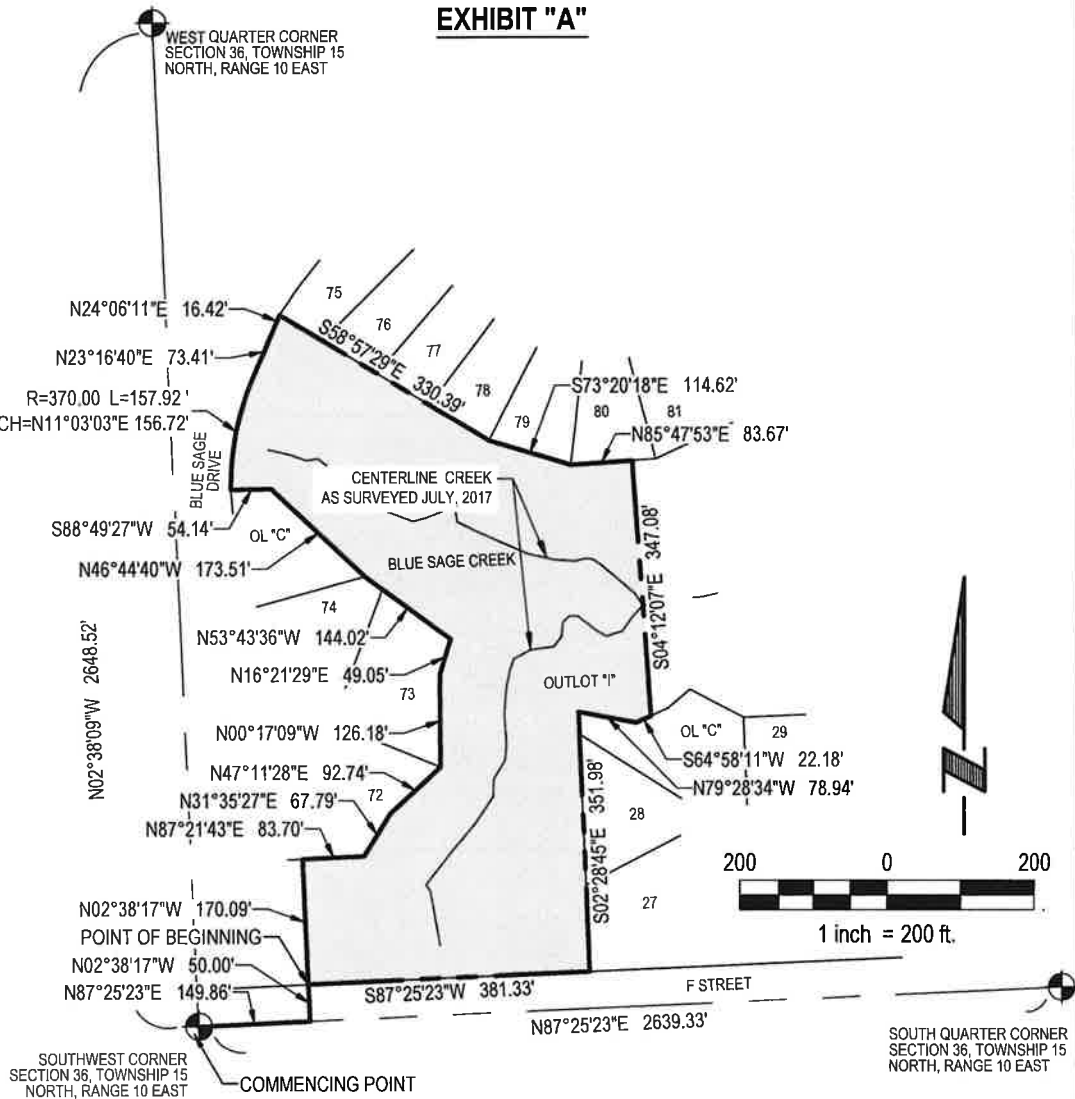 EXHIBIT "A"
WEST QUARTER CORNER
SECTION 36, TOWNSHIP 15
NORTH, RANGE 10 EAST
N24°06'11"E 16.42'
N23°16'40"E 73.41'
R=370.00 L=157.92'
CH=N11°03'03"E 156.72'
BLUE SAGE
DRIVE
S88°49'27"W 54.14'
OL "C"
N46°44'40"W 173.51'
74
N53°43'36"W 144.02'
N16°21'29"E 49.05'
73
N02°38'09"W 2648.52'
N00°17'09"W 126.18'
N47°11'28"E 92.74'
72
N31°35'27"E 67.79'
N87°21'43"E 83.70'
N02°38'17"W 170.09'
POINT OF BEGINNING
N02°38'17"W 50.00'
N87°25'23"E 149.86'
75
76
77
78
79
80
81
S58°57'29"E 330.39'
S73°20'18"E 114.62'
N85°47'53"E 83.67'
CENTERLINE CREEK
AS SURVEYED JULY, 2017
BLUE SAGE CREEK
S04°12'07"E 347.08'
OUTLOT "I"
OL "C"
29
S64°58'11"W 22.18'
N79°28'34"W 78.94'
28
S02°28'45"E 351.98'
27
200 0 200
1 inch = 200 ft.
S87°25'23"W 381.33'
F STREET
N87°25'23"E 2639.33'
SOUTHWEST CORNER
SECTION 36, TOWNSHIP 15
NORTH, RANGE 10 EAST
COMMENCING POINT
SOUTH QUARTER CORNER
SECTION 36, TOWNSHIP 15
NORTH, RANGE 10 EAST